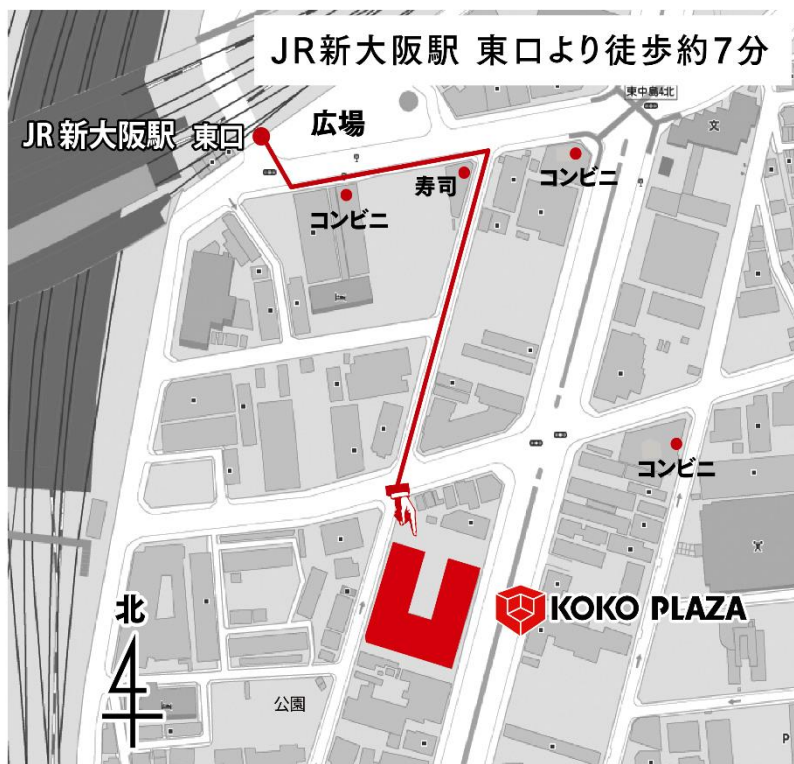 JR新大阪駅 東口より徒歩約7分
東中島4北
広場
JR 新大阪駅 東口
文
コンビニ
寿司
コンビニ
コンビニ
KOKO PLAZA
北
公園
P